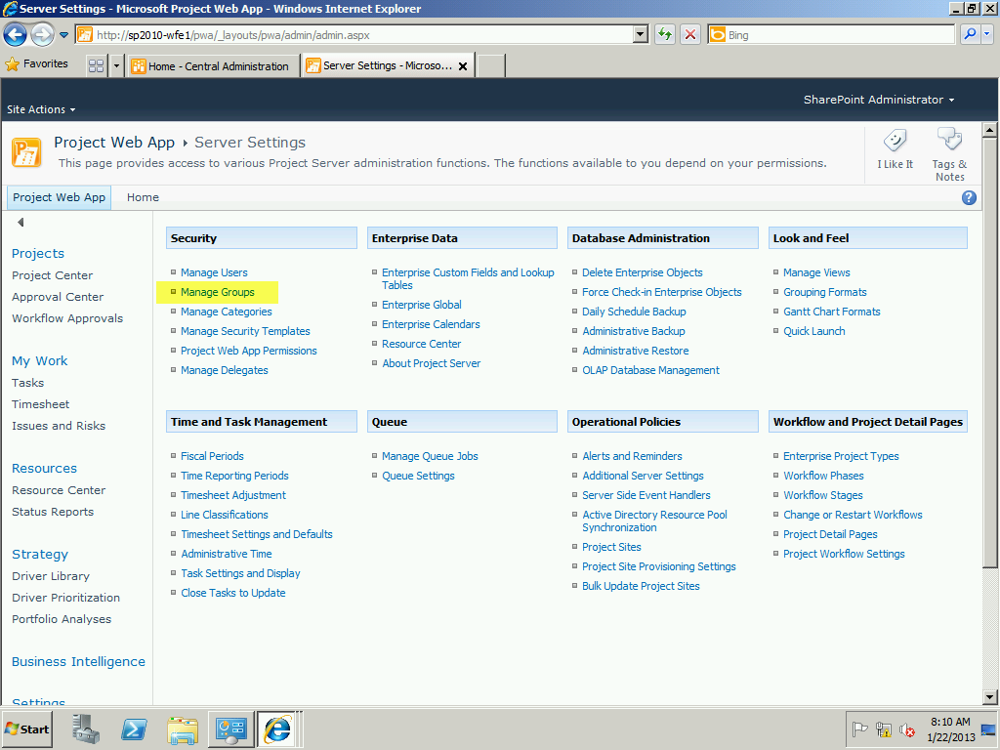 Server Settings - Microsoft Project Web App - Windows Internet Explorer
http://sp2010-wfe1/pwa/_layouts/pwa/admin/admin.aspx
Bing
Favorites
Home - Central Administration
Server Settings - Microso...
Site Actions
SharePoint Administrator
Project Web App
Server Settings
This page provides access to various Project Server administration functions. The functions available to you depend on your permissions.
I Like It
Tags &
Notes
Project Web App
Home
Projects
Project Center
Approval Center
Workflow Approvals
My Work
Tasks
Timesheet
Issues and Risks
Resources
Resource Center
Status Reports
Strategy
Driver Library
Driver Prioritization
Portfolio Analyses
Business Intelligence
Settings
Security
Manage Users
Manage Groups
Manage Categories
Manage Security Templates
Project Web App Permissions
Manage Delegates
Enterprise Data
Enterprise Custom Fields and Lookup
Tables
Enterprise Global
Enterprise Calendars
Resource Center
About Project Server
Database Administration
Delete Enterprise Objects
Force Check-in Enterprise Objects
Daily Schedule Backup
Administrative Backup
Administrative Restore
OLAP Database Management
Look and Feel
Manage Views
Grouping Formats
Gantt Chart Formats
Quick Launch
Time and Task Management
Fiscal Periods
Time Reporting Periods
Timesheet Adjustment
Line Classifications
Timesheet Settings and Defaults
Administrative Time
Task Settings and Display
Close Tasks to Update
Queue
Manage Queue Jobs
Queue Settings
Operational Policies
Alerts and Reminders
Additional Server Settings
Server Side Event Handlers
Active Directory Resource Pool
Synchronization
Project Sites
Project Site Provisioning Settings
Bulk Update Project Sites
Workflow and Project Detail Pages
Enterprise Project Types
Workflow Phases
Workflow Stages
Change or Restart Workflows
Project Detail Pages
Project Workflow Settings
Start
8:10 AM
1/22/2013